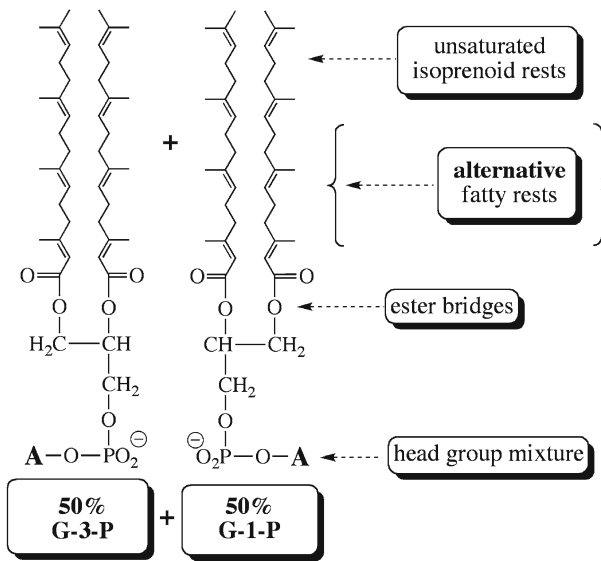 unsaturated
isoprenoid rests
+
alternative
fatty rests
O O O O
O O O O
ester bridges
H₂C CH CH CH₂
CH₂ CH₂
O O
A–O–PO₂⊖ ⊖O₂P–O–A
head group mixture
50% + 50%
G-3-P G-1-P